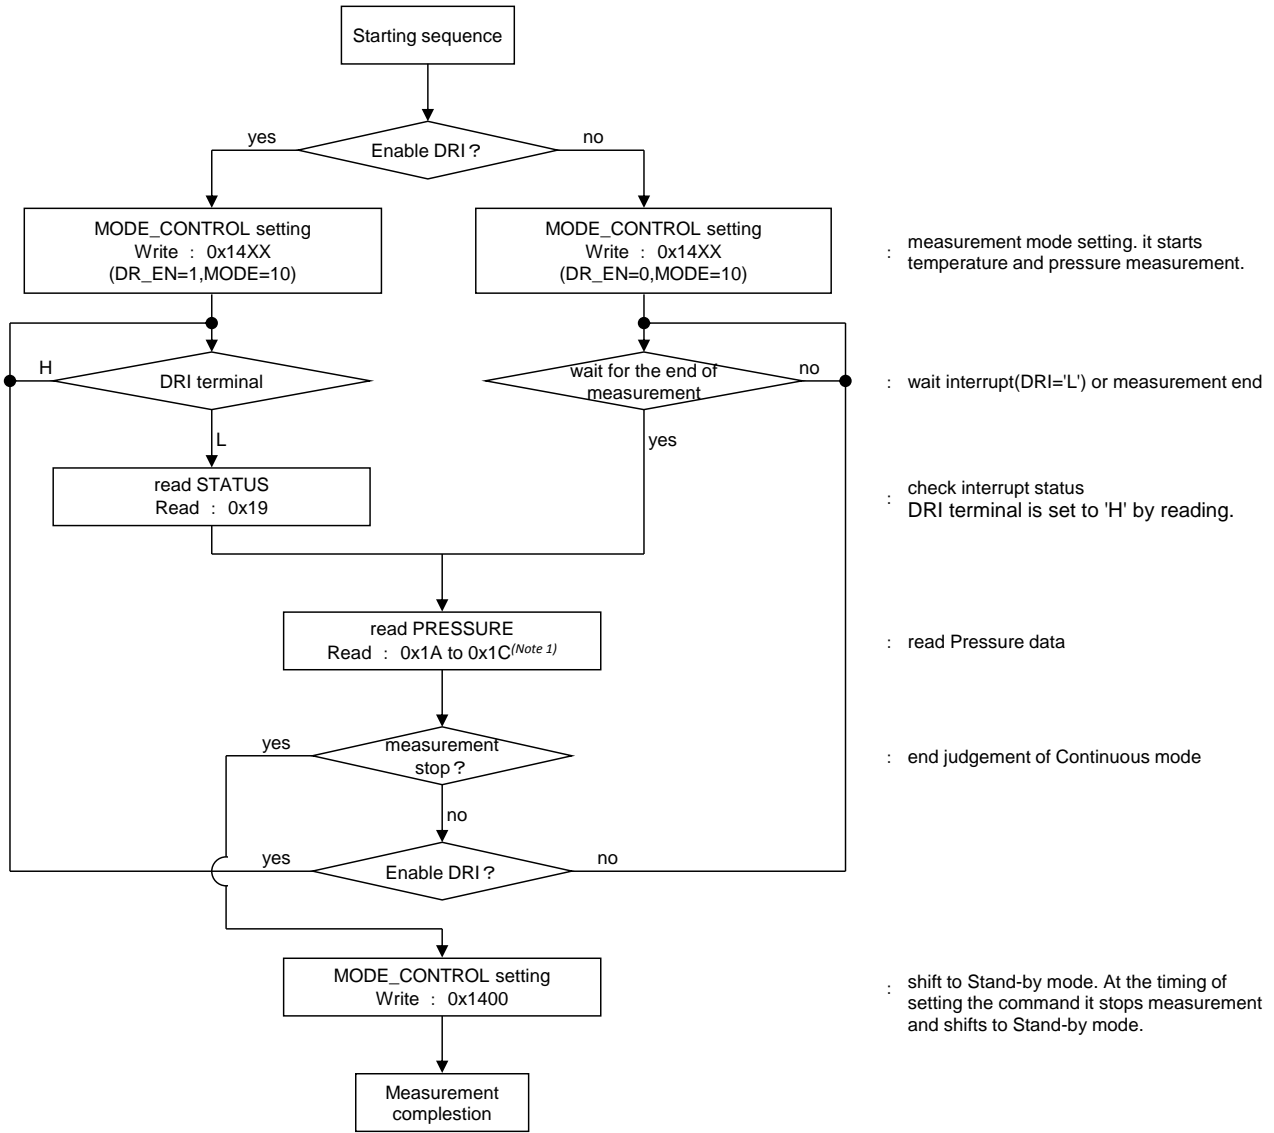 Starting sequence
yes
no
Enable DRI？
MODE_CONTROL setting
Write ： 0x14XX
(DR_EN=1,MODE=10)
MODE_CONTROL setting
Write ： 0x14XX
(DR_EN=0,MODE=10)
： measurement mode setting. it starts
temperature and pressure measurement.
H
DRI terminal
wait for the end of
measurement
no
： wait interrupt(DRI='L') or measurement end
L
yes
read STATUS
Read ： 0x19
： check interrupt status
DRI terminal is set to 'H' by reading.
read PRESSURE
Read ： 0x1A to 0x1C(Note 1)
： read Pressure data
yes
measurement
stop？
： end judgement of Continuous mode
no
yes
Enable DRI？
no
MODE_CONTROL setting
Write ： 0x1400
： shift to Stand-by mode. At the timing of
setting the command it stops measurement
and shifts to Stand-by mode.
Measurement
complestion